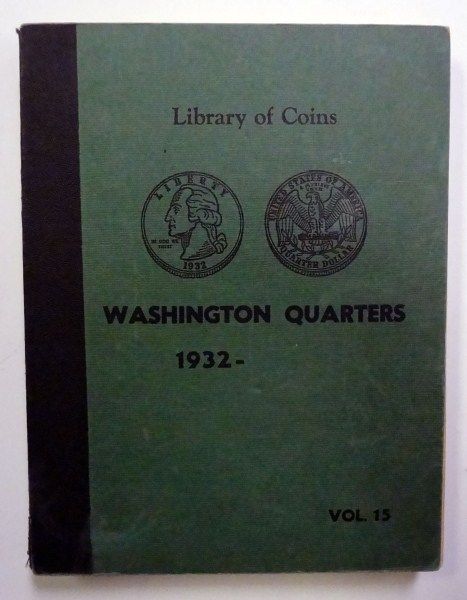 Library of Coins
LIBERTY
IN GOD WE
TRUST
1932
UNITED STATES OF AMERICA
QUARTER DOLLAR
WASHINGTON QUARTERS
1932-
VOL. 15